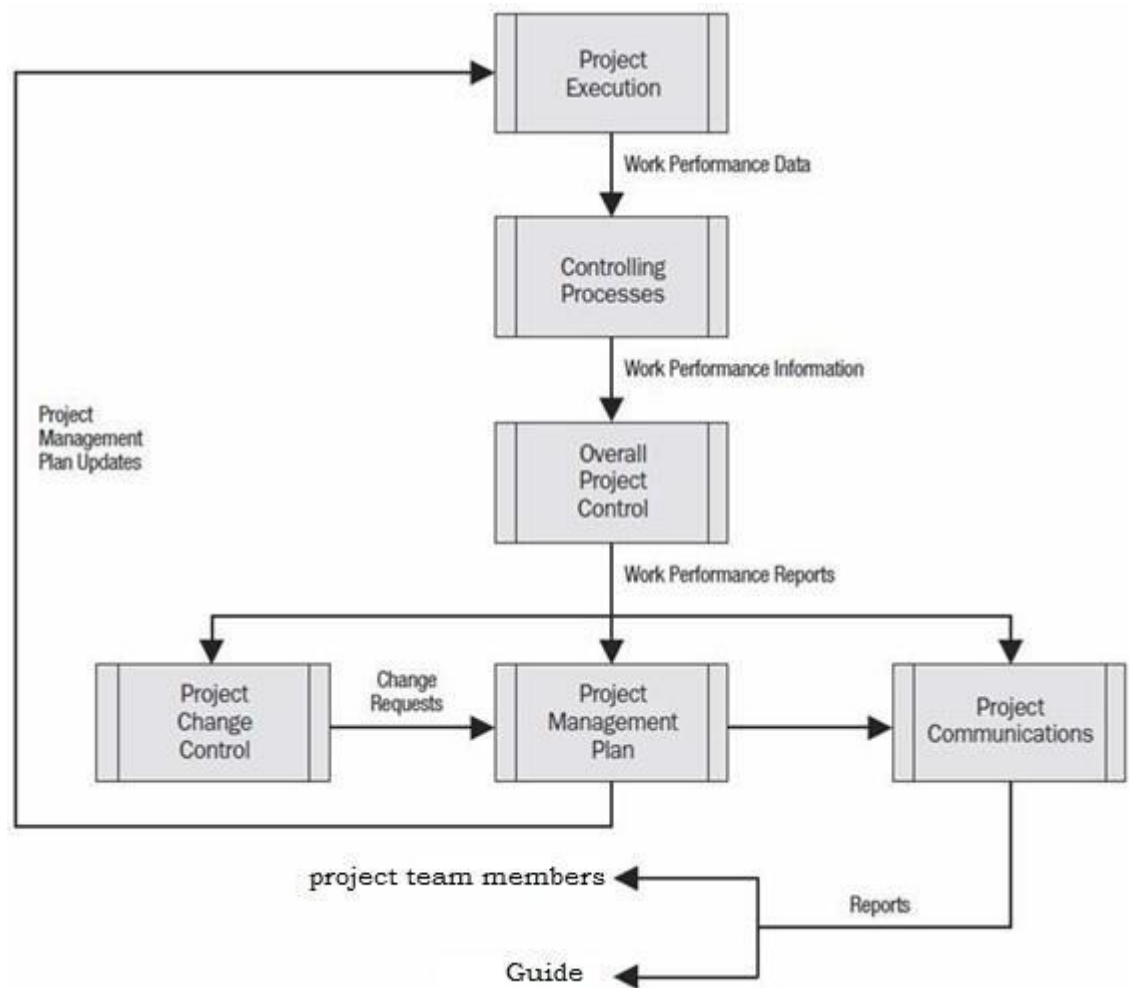 Project
Execution
Work Performance Data
Controlling
Processes
Work Performance Information
Project
Management
Plan Updates
Overall
Project
Control
Work Performance Reports
Project
Change
Control
Change
Requests
Project
Management
Plan
Project
Communications
project team members
Reports
Guide